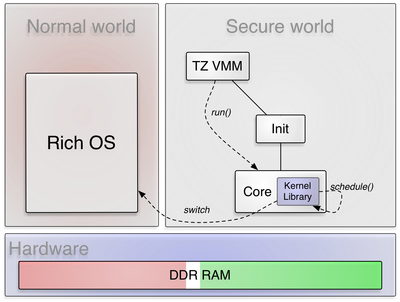 Normal world
Secure world
TZ VMM
run()
Init
Rich OS
Core
Kernel
Library
schedule()
switch
Hardware
DDR RAM